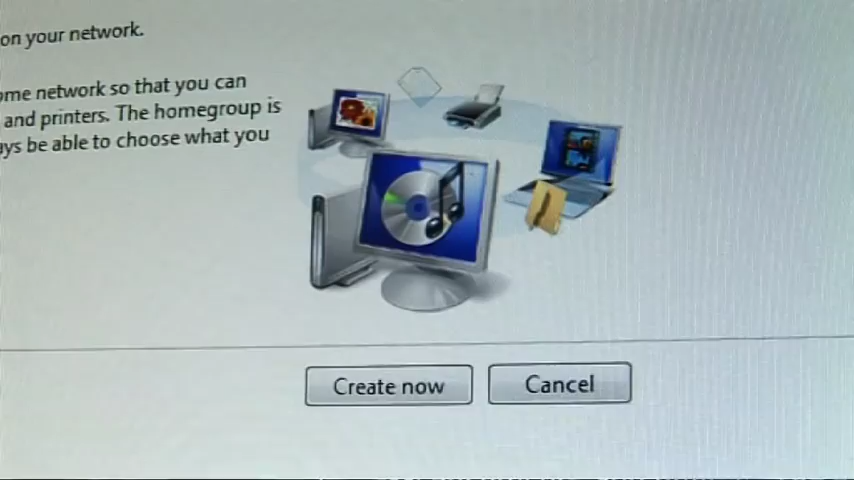 on your network.
ome network so that you can
and printers. The homegroup is
ays be able to choose what you
Create now
Cancel